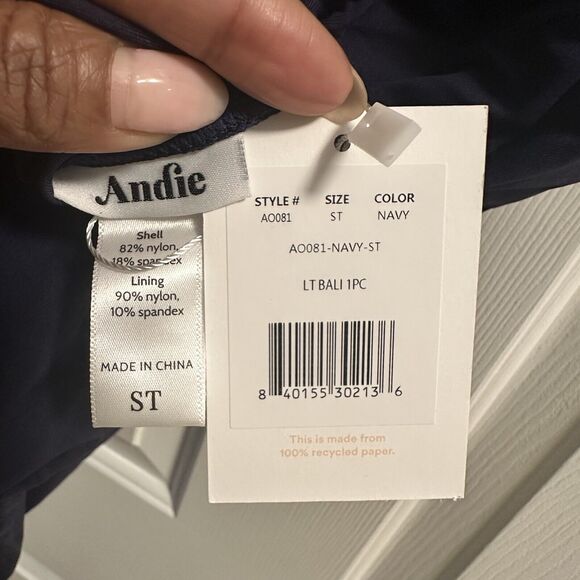 Andie
Shell
82% nylon,
18% spandex
Lining
90% nylon,
10% spandex
MADE IN CHINA
ST
STYLE # SIZE COLOR
AO081 ST NAVY
AO081-NAVY-ST
LT BALI 1PC
8 40155 30213 6
This is made from
100% recycled paper.